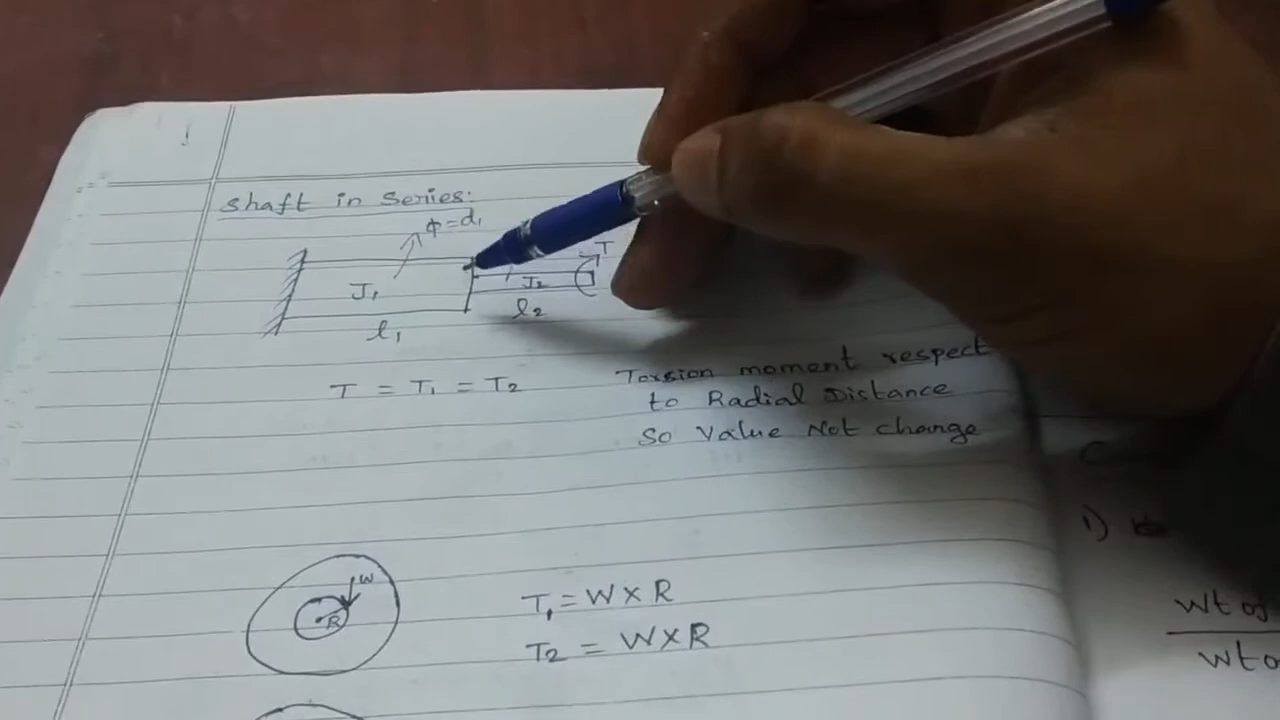 Shaft in Series:
ϕ=d₁
T
J₁
J₂
l₁
l₂
T = T₁ = T₂
Torsion moment respect
to Radial Distance
So Value Not change
W
R
T₁ = W × R
T₂ = W × R
1)
Wt of
Wt o